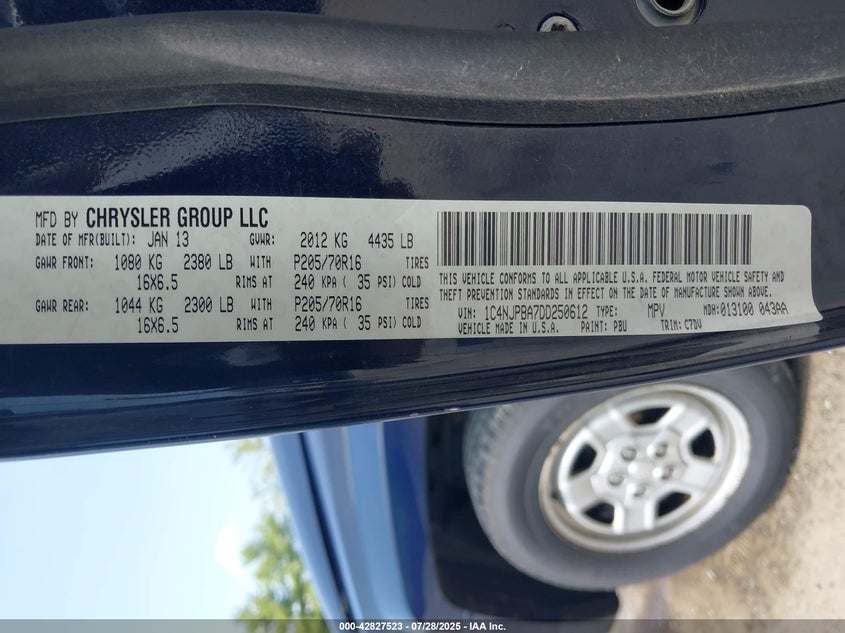 MFD BY CHRYSLER GROUP LLC
DATE OF MFR(BUILT): JAN 13 GVWR: 2012 KG 4435 LB
GAWR FRONT: 1080 KG 2380 LB WITH P205/70R16 TIRES
16X6.5 RIMS AT 240 KPA ( 35 PSI) COLD
GAWR REAR: 1044 KG 2300 LB WITH P205/70R16 TIRES
16X6.5 RIMS AT 240 KPA ( 35 PSI) COLD
THIS VEHICLE CONFORMS TO ALL APPLICABLE U.S.A. FEDERAL MOTOR VEHICLE SAFETY AND
THEFT PREVENTION STANDARDS IN EFFECT ON THE DATE OF MANUFACTURE SHOWN ABOVE.
VIN: 1C4NJPBA7DD250612 TYPE: MPV MDH:013100 043AA
VEHICLE MADE IN U.S.A. PAINT: PBU TRIM: C7DV
000-42827523 - 07/28/2025 - IAA Inc.